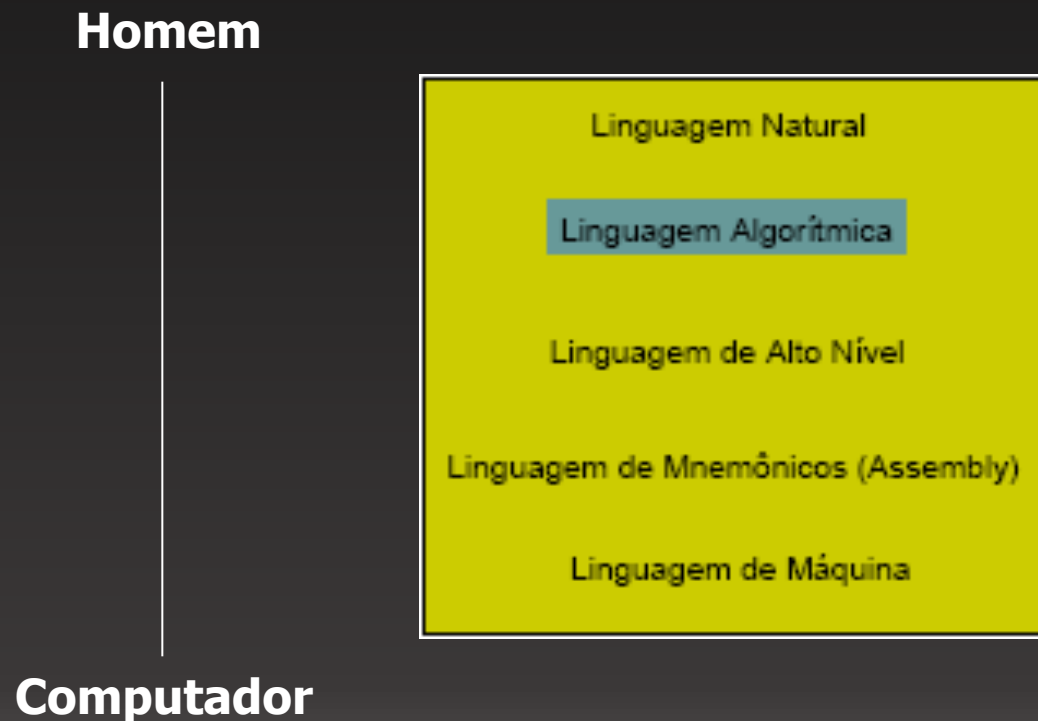 Homem
Linguagem Natural
Linguagem Algorítmica
Linguagem de Alto Nível
Linguagem de Mnemônicos (Assembly)
Linguagem de Máquina
Computador